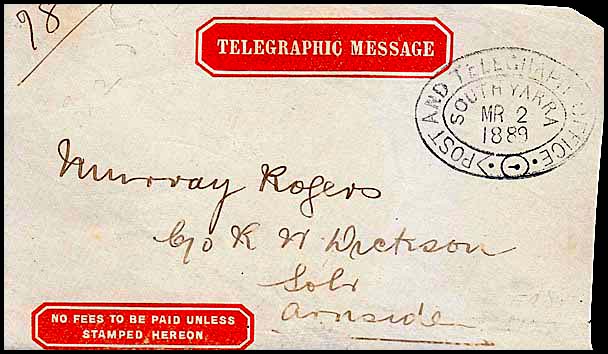 78
TELEGRAPHIC MESSAGE
POST AND TELEGRAPH OFFICE
SOUTH YARRA
MR 2
1889
Murray Rogers
C/o K W Dickson
Solr
Arnside
NO FEES TO BE PAID UNLESS
STAMPED HEREON